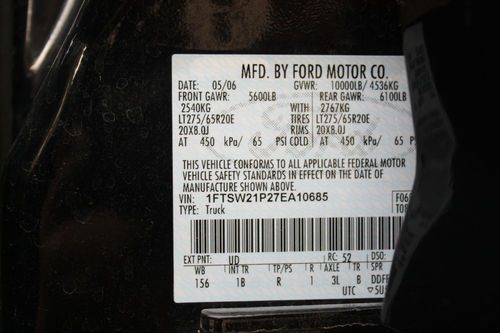 MFD. BY FORD MOTOR CO.
DATE: 05/06 GVWR: 10000LB/ 4536KG
FRONT GAWR: 5600LB REAR GAWR: 6100LB
2540KG 2767KG
LT275/65R20E TIRES LT275/65R20E
20X8.0J RIMS 20X8.0J
AT 450 kPa/ 65 PSI COLD AT 450 kPa/ 65
THIS VEHICLE CONFORMS TO ALL APPLICABLE FEDERAL MOTOR
VEHICLE SAFETY STANDARDS IN EFFECT ON THE DATE OF
MANUFACTURE SHOWN ABOVE.
VIN: 1FTSW21P27EA10685
TYPE: Truck
EXT PNT: UD RC: 52 DSO:
WB INT TR TP/PS R AXLE TR SPR
156 1B R 1 3L B DDFF
UTC